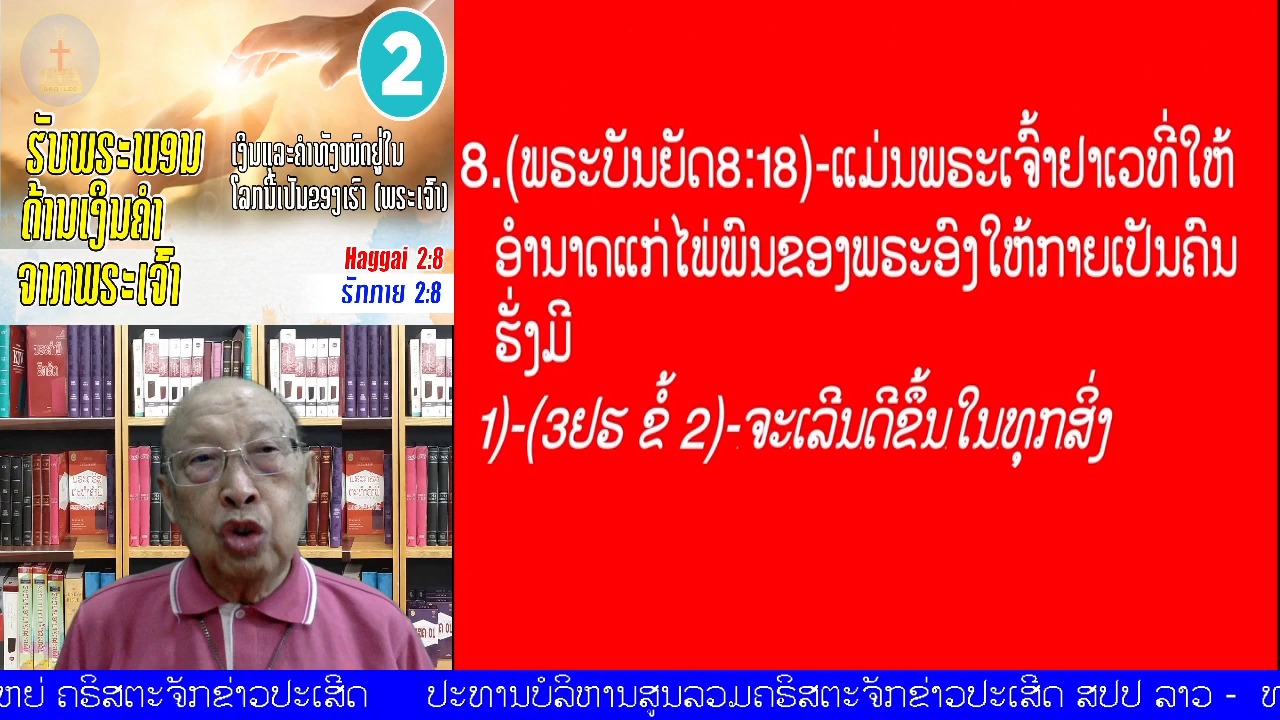 2
ຮັບພຣະພອນ
ດ້ານເງິນຄຳ
ຈາກພຣະເຈົ້າ
ເງິນແລະຄຳທັງໝົດຢູ່ໃນ
ໂລກນີ້ເປັນຂອງເຮົາ (ພຣະເຈົ້າ)
Haggai 2:8
ຮັກກາຍ 2:8
8.(ພຣະບັນຍັດ8:18)-ແມ່ນພຣະເຈົ້າຢາເວທີ່ໃຫ້
ອຳນາດແກ່ໄພ່ພົນຂອງພຣະອົງໃຫ້ກາຍເປັນຄົນ
ຮັ່ງມີ
1)-(3ຢຮ ຂໍ້ 2)-ຈະເລີນດີຂຶ້ນໃນທຸກສິ່ງ
ຫຍ່ ຄຣິສຕະຈັກຂ່າວປະເສີດ ປະທານບໍລິຫານສູນລວມຄຣິສຕະຈັກຂ່າວປະເສີດ ສປປ ລາວ -